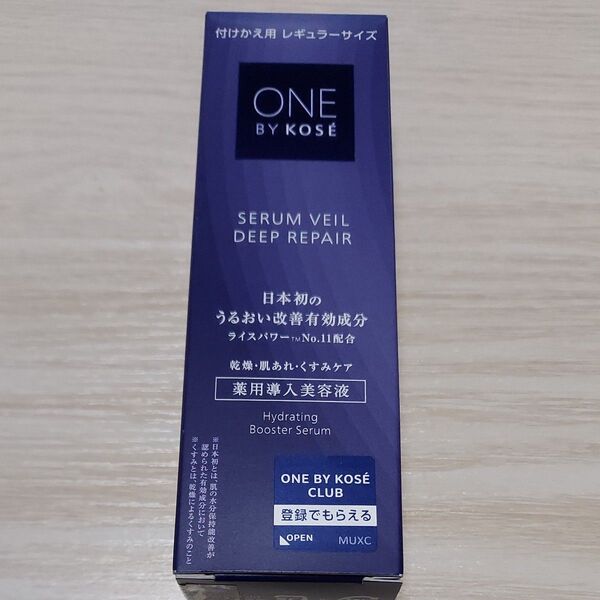 付けかえ用 レギュラーサイズ
ONE
BY KOSÉ
SERUM VEIL
DEEP REPAIR
日本初の
うるおい改善有効成分
ライスパワー™No.11配合
乾燥・肌あれ・くすみケア
薬用導入美容液
Hydrating
Booster Serum
※日本初とは、肌の水分保持能改善が
認められた有効成分において
※くすみとは、乾燥によるくすみのこと
ONE BY KOSÉ
CLUB
登録でもらえる
OPEN MUXC